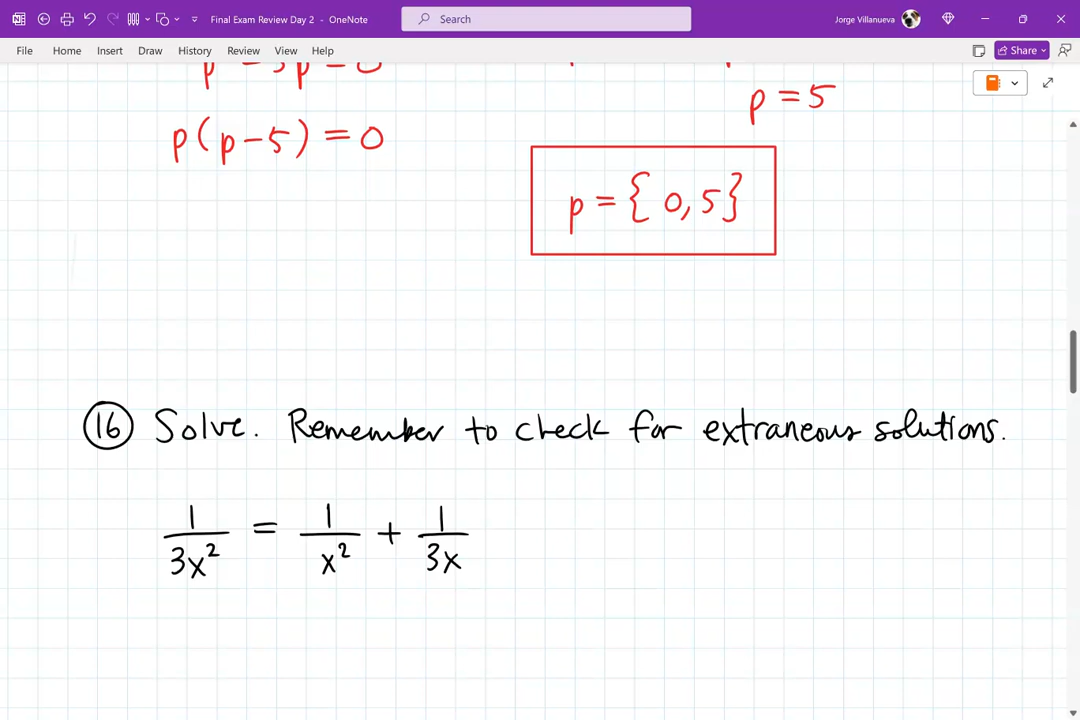 Final Exam Review Day 2 - OneNote
Search
Jorge Villanueva
File Home Insert Draw History Review View Help
Share
p = 5
p(p-5) = 0
p = {0,5}
16 Solve. Remember to check for extraneous solutions.
1/3x² = 1/x² + 1/3x